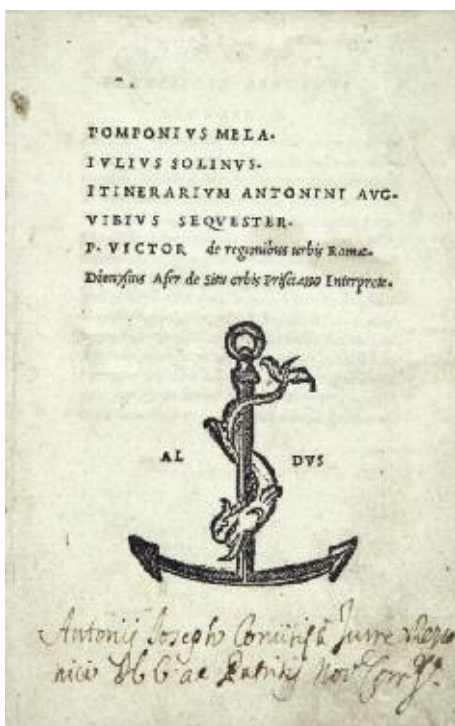 POMPONIVS MELA.
IVLIVS SOLINVS.
ITINERARIVM ANTONINI AVG.
VIBIVS SEQVESTER.
P. VICTOR de regionibus urbis Romæ.
Dionysius Afer de Situ orbis Prisciano Interprete.
AL DVS
Antonij Joseph